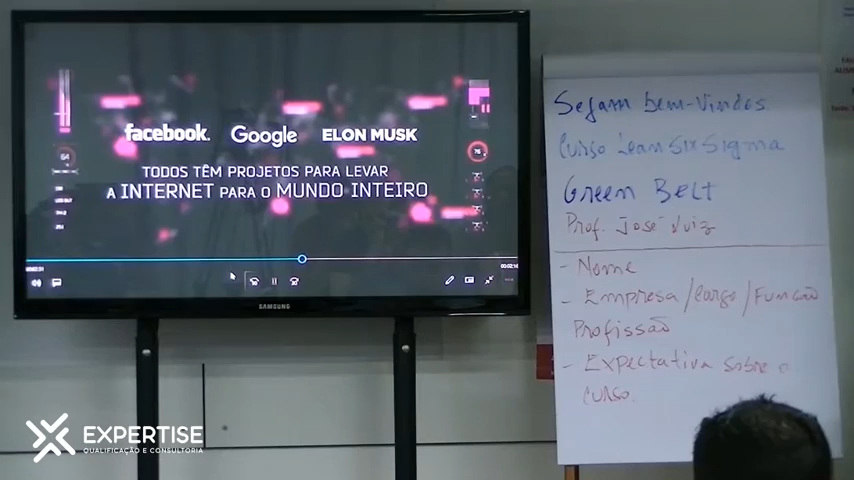 facebook. Google ELON MUSK
TODOS TÊM PROJETOS PARA LEVAR
A INTERNET PARA O MUNDO INTEIRO
SAMSUNG
Sejam bem-vindos
Curso Lean Six Sigma
Green Belt
Prof. José Luiz
- Nome
- Empresa/Cargo/Função
Profissão
- Expectativa sobre o
curso.
EXPERTISE
QUALIFICAÇÃO E CONSULTORIA